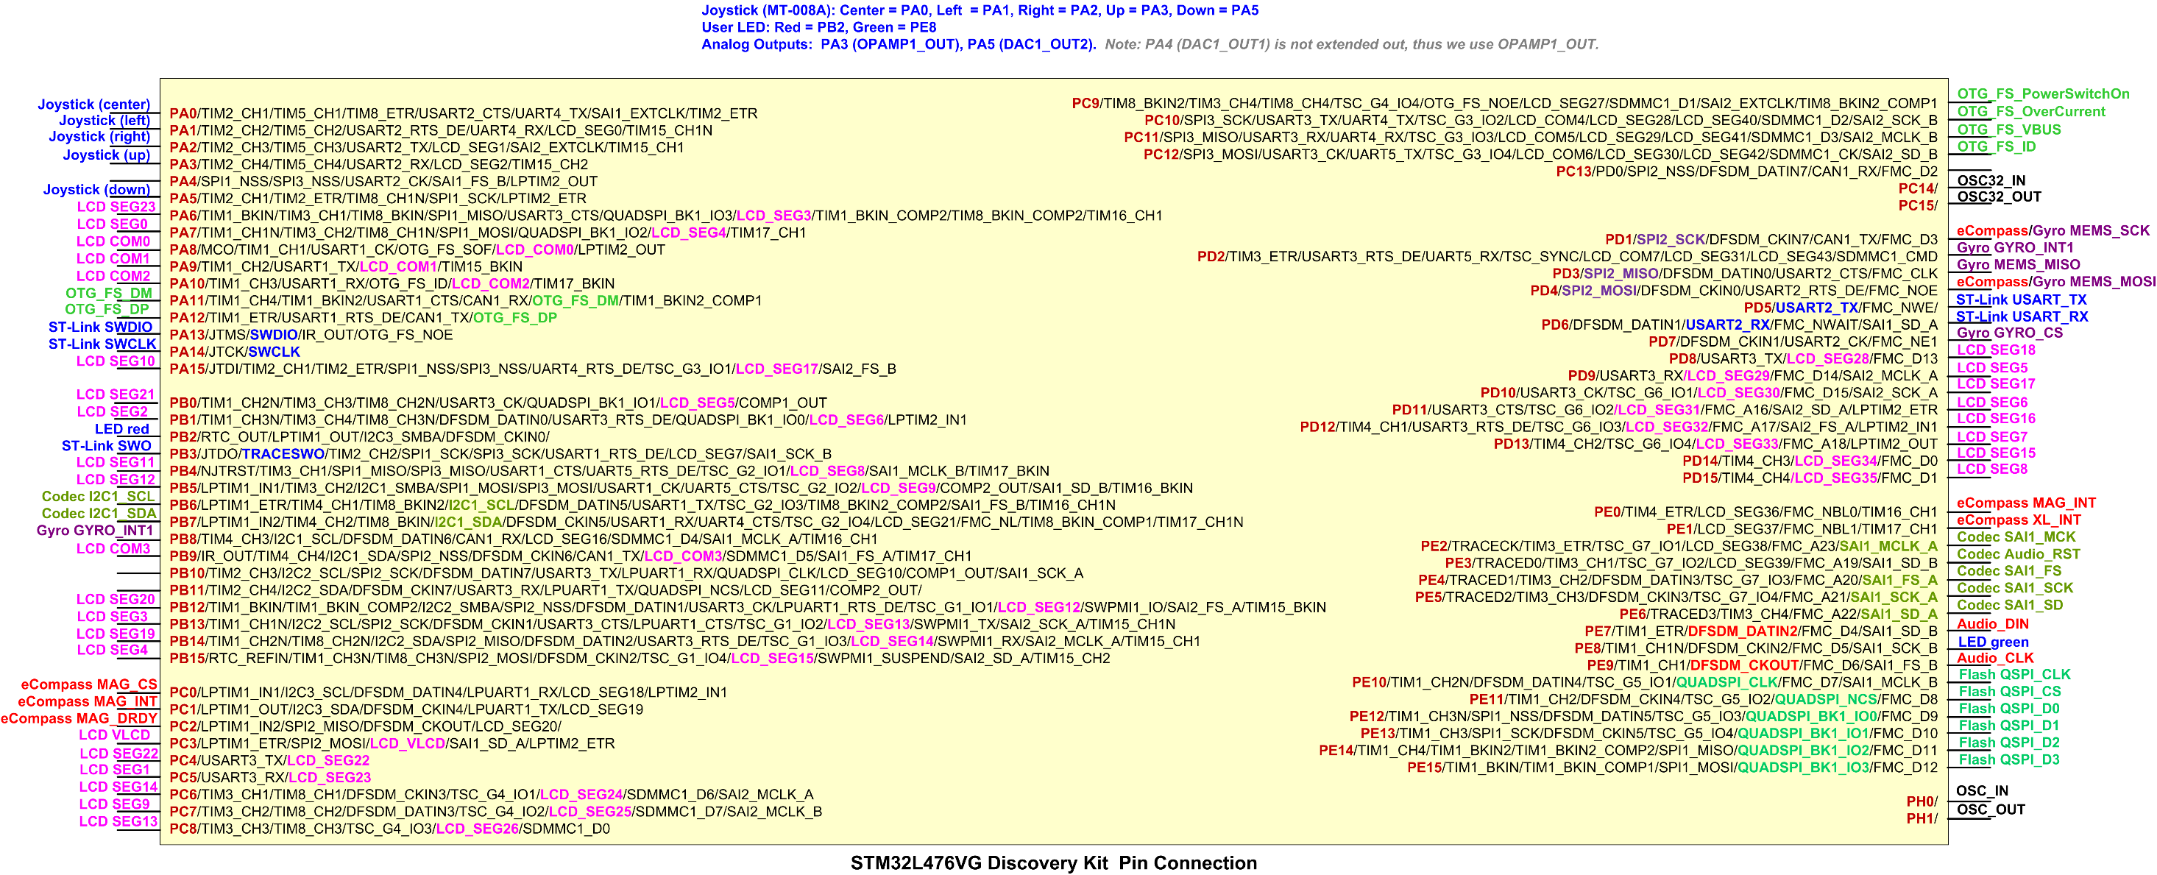 Joystick (MT-008A): Center = PA0, Left  = PA1, Right = PA2, Up = PA3, Down = PA5
User LED: Red = PB2, Green = PE8
Analog Outputs:  PA3 (OPAMP1_OUT), PA5 (DAC1_OUT2).  Note: PA4 (DAC1_OUT1) is not extended out, thus we use OPAMP1_OUT.
Joystick (center) PA0/TIM2_CH1/TIM5_CH1/TIM8_ETR/USART2_CTS/UART4_TX/SAI1_EXTCLK/TIM2_ETR
Joystick (left) PA1/TIM2_CH2/TIM5_CH2/USART2_RTS_DE/UART4_RX/LCD_SEG0/TIM15_CH1N
Joystick (right) PA2/TIM2_CH3/TIM5_CH3/USART2_TX/LCD_SEG1/SAI2_EXTCLK/TIM15_CH1
Joystick (up) PA3/TIM2_CH4/TIM5_CH4/USART2_RX/LCD_SEG2/TIM15_CH2
PA4/SPI1_NSS/SPI3_NSS/USART2_CK/SAI1_FS_B/LPTIM2_OUT
Joystick (down) PA5/TIM2_CH1/TIM2_ETR/TIM8_CH1N/SPI1_SCK/LPTIM2_ETR
LCD SEG23 PA6/TIM1_BKIN/TIM3_CH1/TIM8_BKIN/SPI1_MISO/USART3_CTS/QUADSPI_BK1_IO3/LCD_SEG3/TIM1_BKIN_COMP2/TIM8_BKIN_COMP2/TIM16_CH1
LCD SEG0 PA7/TIM1_CH1N/TIM3_CH2/TIM8_CH1N/SPI1_MOSI/QUADSPI_BK1_IO2/LCD_SEG4/TIM17_CH1
LCD COM0 PA8/MCO/TIM1_CH1/USART1_CK/OTG_FS_SOF/LCD_COM0/LPTIM2_OUT
LCD COM1 PA9/TIM1_CH2/USART1_TX/LCD_COM1/TIM15_BKIN
LCD COM2 PA10/TIM1_CH3/USART1_RX/OTG_FS_ID/LCD_COM2/TIM17_BKIN
OTG_FS_DM PA11/TIM1_CH4/TIM1_BKIN2/USART1_CTS/CAN1_RX/OTG_FS_DM/TIM1_BKIN2_COMP1
OTG_FS_DP PA12/TIM1_ETR/USART1_RTS_DE/CAN1_TX/OTG_FS_DP
ST-Link SWDIO PA13/JTMS/SWDIO/IR_OUT/OTG_FS_NOE
ST-Link SWCLK PA14/JTCK/SWCLK
LCD SEG10 PA15/JTDI/TIM2_CH1/TIM2_ETR/SPI1_NSS/SPI3_NSS/UART4_RTS_DE/TSC_G3_IO1/LCD_SEG17/SAI2_FS_B
LCD SEG21 PB0/TIM1_CH2N/TIM3_CH3/TIM8_CH2N/USART3_CK/QUADSPI_BK1_IO1/LCD_SEG5/COMP1_OUT
LCD SEG2 PB1/TIM1_CH3N/TIM3_CH4/TIM8_CH3N/DFSDM_DATIN0/USART3_RTS_DE/QUADSPI_BK1_IO0/LCD_SEG6/LPTIM2_IN1
LED red PB2/RTC_OUT/LPTIM1_OUT/I2C3_SMBA/DFSDM_CKIN0/
ST-Link SWO PB3/JTDO/TRACESWO/TIM2_CH2/SPI1_SCK/SPI3_SCK/USART1_RTS_DE/LCD_SEG7/SAI1_SCK_B
LCD SEG11 PB4/NJTRST/TIM3_CH1/SPI1_MISO/SPI3_MISO/USART1_CTS/UART5_RTS_DE/TSC_G2_IO1/LCD_SEG8/SAI1_MCLK_B/TIM17_BKIN
LCD SEG12 PB5/LPTIM1_IN1/TIM3_CH2/I2C1_SMBA/SPI1_MOSI/SPI3_MOSI/USART1_CK/UART5_CTS/TSC_G2_IO2/LCD_SEG9/COMP2_OUT/SAI1_SD_B/TIM16_BKIN
Codec I2C1_SCL PB6/LPTIM1_ETR/TIM4_CH1/TIM8_BKIN2/I2C1_SCL/DFSDM_DATIN5/USART1_TX/TSC_G2_IO3/TIM8_BKIN2_COMP2/SAI1_FS_B/TIM16_CH1N
Codec I2C1_SDA PB7/LPTIM1_IN2/TIM4_CH2/TIM8_BKIN/I2C1_SDA/DFSDM_CKIN5/USART1_RX/UART4_CTS/TSC_G2_IO4/LCD_SEG21/FMC_NL/TIM8_BKIN_COMP1/TIM17_CH1N
Gyro GYRO_INT1 PB8/TIM4_CH3/I2C1_SCL/DFSDM_DATIN6/CAN1_RX/LCD_SEG16/SDMMC1_D4/SAI1_MCLK_A/TIM16_CH1
LCD COM3 PB9/IR_OUT/TIM4_CH4/I2C1_SDA/SPI2_NSS/DFSDM_CKIN6/CAN1_TX/LCD_COM3/SDMMC1_D5/SAI1_FS_A/TIM17_CH1
PB10/TIM2_CH3/I2C2_SCL/SPI2_SCK/DFSDM_DATIN7/USART3_TX/LPUART1_RX/QUADSPI_CLK/LCD_SEG10/COMP1_OUT/SAI1_SCK_A
PB11/TIM2_CH4/I2C2_SDA/DFSDM_CKIN7/USART3_RX/LPUART1_TX/QUADSPI_NCS/LCD_SEG11/COMP2_OUT/
LCD SEG20 PB12/TIM1_BKIN/TIM1_BKIN_COMP2/I2C2_SMBA/SPI2_NSS/DFSDM_DATIN1/USART3_CK/LPUART1_RTS_DE/TSC_G1_IO1/LCD_SEG12/SWPMI1_IO/SAI2_FS_A/TIM15_BKIN
LCD SEG3 PB13/TIM1_CH1N/I2C2_SCL/SPI2_SCK/DFSDM_CKIN1/USART3_CTS/LPUART1_CTS/TSC_G1_IO2/LCD_SEG13/SWPMI1_TX/SAI2_SCK_A/TIM15_CH1N
LCD SEG19 PB14/TIM1_CH2N/TIM8_CH2N/I2C2_SDA/SPI2_MISO/DFSDM_DATIN2/USART3_RTS_DE/TSC_G1_IO3/LCD_SEG14/SWPMI1_RX/SAI2_MCLK_A/TIM15_CH1
LCD SEG4 PB15/RTC_REFIN/TIM1_CH3N/TIM8_CH3N/SPI2_MOSI/DFSDM_CKIN2/TSC_G1_IO4/LCD_SEG15/SWPMI1_SUSPEND/SAI2_SD_A/TIM15_CH2
eCompass MAG_CS PC0/LPTIM1_IN1/I2C3_SCL/DFSDM_DATIN4/LPUART1_RX/LCD_SEG18/LPTIM2_IN1
eCompass MAG_INT PC1/LPTIM1_OUT/I2C3_SDA/DFSDM_CKIN4/LPUART1_TX/LCD_SEG19
eCompass MAG_DRDY PC2/LPTIM1_IN2/SPI2_MISO/DFSDM_CKOUT/LCD_SEG20/
LCD VLCD PC3/LPTIM1_ETR/SPI2_MOSI/LCD_VLCD/SAI1_SD_A/LPTIM2_ETR
LCD SEG22 PC4/USART3_TX/LCD_SEG22
LCD SEG1 PC5/USART3_RX/LCD_SEG23
LCD SEG14 PC6/TIM3_CH1/TIM8_CH1/DFSDM_CKIN3/TSC_G4_IO1/LCD_SEG24/SDMMC1_D6/SAI2_MCLK_A
LCD SEG9 PC7/TIM3_CH2/TIM8_CH2/DFSDM_DATIN3/TSC_G4_IO2/LCD_SEG25/SDMMC1_D7/SAI2_MCLK_B
LCD SEG13 PC8/TIM3_CH3/TIM8_CH3/TSC_G4_IO3/LCD_SEG26/SDMMC1_D0
PC9/TIM8_BKIN2/TIM3_CH4/TIM8_CH4/TSC_G4_IO4/OTG_FS_NOE/LCD_SEG27/SDMMC1_D1/SAI2_EXTCLK/TIM8_BKIN2_COMP1 OTG_FS_PowerSwitchOn
PC10/SPI3_SCK/USART3_TX/UART4_TX/TSC_G3_IO2/LCD_COM4/LCD_SEG28/LCD_SEG40/SDMMC1_D2/SAI2_SCK_B OTG_FS_OverCurrent
PC11/SPI3_MISO/USART3_RX/UART4_RX/TSC_G3_IO3/LCD_COM5/LCD_SEG29/LCD_SEG41/SDMMC1_D3/SAI2_MCLK_B OTG_FS_VBUS
PC12/SPI3_MOSI/USART3_CK/UART5_TX/TSC_G3_IO4/LCD_COM6/LCD_SEG30/LCD_SEG42/SDMMC1_CK/SAI2_SD_B OTG_FS_ID
PC13/PD0/SPI2_NSS/DFSDM_DATIN7/CAN1_RX/FMC_D2
PC14/ OSC32_IN
PC15/ OSC32_OUT
PD1/SPI2_SCK/DFSDM_CKIN7/CAN1_TX/FMC_D3 eCompass/Gyro MEMS_SCK
PD2/TIM3_ETR/USART3_RTS_DE/UART5_RX/TSC_SYNC/LCD_COM7/LCD_SEG31/LCD_SEG43/SDMMC1_CMD Gyro GYRO_INT1
PD3/SPI2_MISO/DFSDM_DATIN0/USART2_CTS/FMC_CLK Gyro MEMS_MISO
PD4/SPI2_MOSI/DFSDM_CKIN0/USART2_RTS_DE/FMC_NOE eCompass/Gyro MEMS_MOSI
PD5/USART2_TX/FMC_NWE/ ST-Link USART_TX
PD6/DFSDM_DATIN1/USART2_RX/FMC_NWAIT/SAI1_SD_A ST-Link USART_RX
PD7/DFSDM_CKIN1/USART2_CK/FMC_NE1 Gyro GYRO_CS
PD8/USART3_TX/LCD_SEG28/FMC_D13 LCD SEG18
PD9/USART3_RX/LCD_SEG29/FMC_D14/SAI2_MCLK_A LCD SEG5
PD10/USART3_CK/TSC_G6_IO1/LCD_SEG30/FMC_D15/SAI2_SCK_A LCD SEG17
PD11/USART3_CTS/TSC_G6_IO2/LCD_SEG31/FMC_A16/SAI2_SD_A/LPTIM2_ETR LCD SEG6
PD12/TIM4_CH1/USART3_RTS_DE/TSC_G6_IO3/LCD_SEG32/FMC_A17/SAI2_FS_A/LPTIM2_IN1 LCD SEG16
PD13/TIM4_CH2/TSC_G6_IO4/LCD_SEG33/FMC_A18/LPTIM2_OUT LCD SEG7
PD14/TIM4_CH3/LCD_SEG34/FMC_D0 LCD SEG15
PD15/TIM4_CH4/LCD_SEG35/FMC_D1 LCD SEG8
PE0/TIM4_ETR/LCD_SEG36/FMC_NBL0/TIM16_CH1 eCompass MAG_INT
PE1/LCD_SEG37/FMC_NBL1/TIM17_CH1 eCompass XL_INT
PE2/TRACECK/TIM3_ETR/TSC_G7_IO1/LCD_SEG38/FMC_A23/SAI1_MCLK_A Codec SAI1_MCK
PE3/TRACED0/TIM3_CH1/TSC_G7_IO2/LCD_SEG39/FMC_A19/SAI1_SD_B Codec Audio_RST
PE4/TRACED1/TIM3_CH2/DFSDM_DATIN3/TSC_G7_IO3/FMC_A20/SAI1_FS_A Codec SAI1_FS
PE5/TRACED2/TIM3_CH3/DFSDM_CKIN3/TSC_G7_IO4/FMC_A21/SAI1_SCK_A Codec SAI1_SCK
PE6/TRACED3/TIM3_CH4/FMC_A22/SAI1_SD_A Codec SAI1_SD
PE7/TIM1_ETR/DFSDM_DATIN2/FMC_D4/SAI1_SD_B Audio_DIN
PE8/TIM1_CH1N/DFSDM_CKIN2/FMC_D5/SAI1_SCK_B LED green
PE9/TIM1_CH1/DFSDM_CKOUT/FMC_D6/SAI1_FS_B Audio_CLK
PE10/TIM1_CH2N/DFSDM_DATIN4/TSC_G5_IO1/QUADSPI_CLK/FMC_D7/SAI1_MCLK_B Flash QSPI_CLK
PE11/TIM1_CH2/DFSDM_CKIN4/TSC_G5_IO2/QUADSPI_NCS/FMC_D8 Flash QSPI_CS
PE12/TIM1_CH3N/SPI1_NSS/DFSDM_DATIN5/TSC_G5_IO3/QUADSPI_BK1_IO0/FMC_D9 Flash QSPI_D0
PE13/TIM1_CH3/SPI1_SCK/DFSDM_CKIN5/TSC_G5_IO4/QUADSPI_BK1_IO1/FMC_D10 Flash QSPI_D1
PE14/TIM1_CH4/TIM1_BKIN2/TIM1_BKIN2_COMP2/SPI1_MISO/QUADSPI_BK1_IO2/FMC_D11 Flash QSPI_D2
PE15/TIM1_BKIN/TIM1_BKIN_COMP1/SPI1_MOSI/QUADSPI_BK1_IO3/FMC_D12 Flash QSPI_D3
PH0/ OSC_IN
PH1/ OSC_OUT
STM32L476VG Discovery Kit  Pin Connection